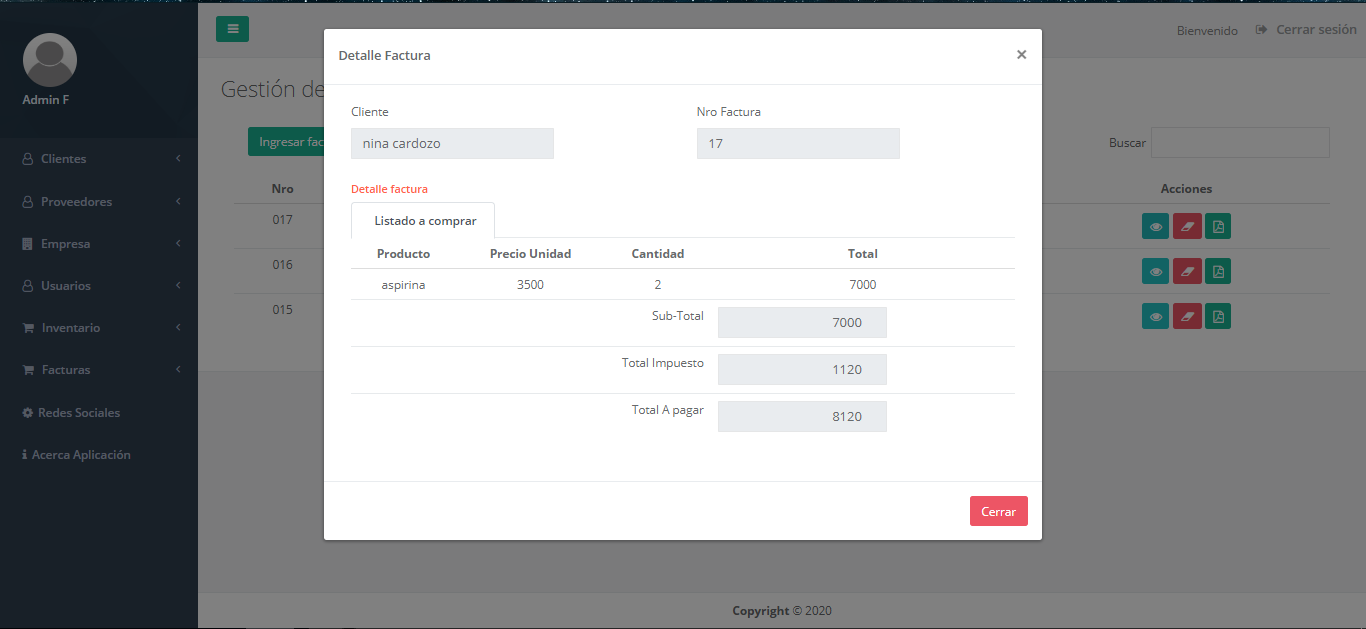 Bienvenido Cerrar sesión
Admin F
Clientes
Proveedores
Empresa
Usuarios
Inventario
Facturas
Redes Sociales
Acerca Aplicación
Gestión de
Ingresar fac
Buscar
Nro Acciones
017
016
015
Detalle Factura ×
Cliente Nro Factura
nina cardozo 17
Detalle factura
Listado a comprar
Producto Precio Unidad Cantidad Total
aspirina 3500 2 7000
Sub-Total 7000
Total Impuesto 1120
Total A pagar 8120
Cerrar
Copyright © 2020